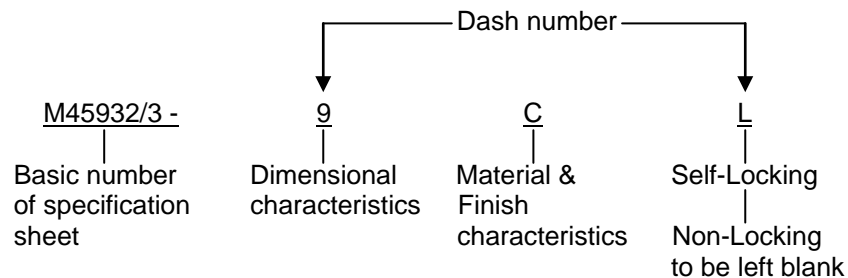 Dash number
M45932/3 - 9 C L
Basic number of specification sheet
Dimensional characteristics
Material & Finish characteristics
Self-Locking
Non-Locking to be left blank